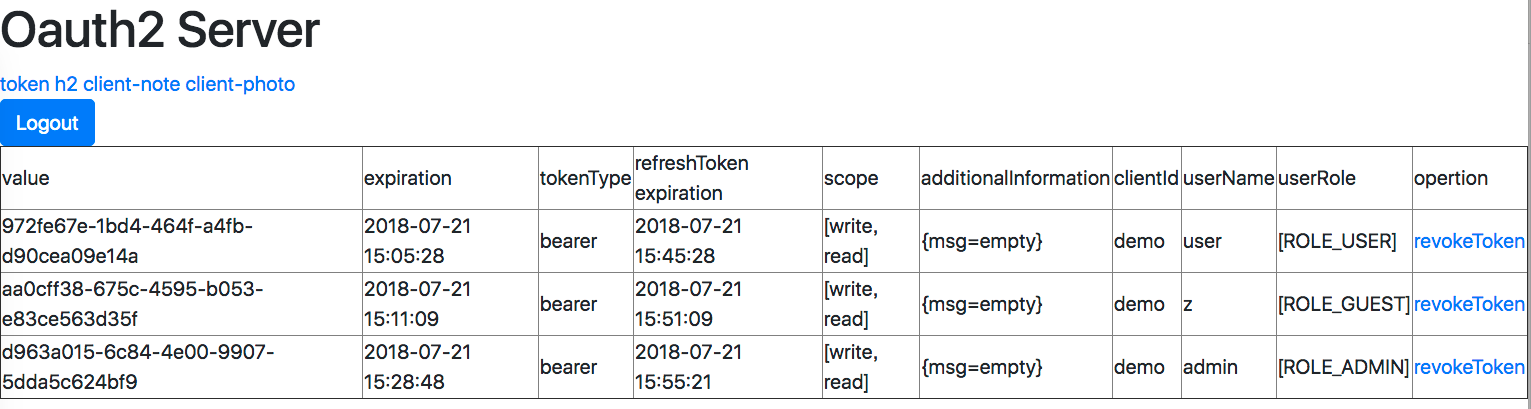 Oauth2 Server
token h2 client-note client-photo
Logout
value expiration tokenType refreshToken expiration scope additionalInformation clientId userName userRole opertion
972fe67e-1bd4-464f-a4fb-d90cea09e14a 2018-07-21 15:05:28 bearer 2018-07-21 15:45:28 [write, read] {msg=empty} demo user [ROLE_USER] revokeToken
aa0cff38-675c-4595-b053-e83ce563d35f 2018-07-21 15:11:09 bearer 2018-07-21 15:51:09 [write, read] {msg=empty} demo z [ROLE_GUEST] revokeToken
d963a015-6c84-4e00-9907-5dda5c624bf9 2018-07-21 15:28:48 bearer 2018-07-21 15:55:21 [write, read] {msg=empty} demo admin [ROLE_ADMIN] revokeToken